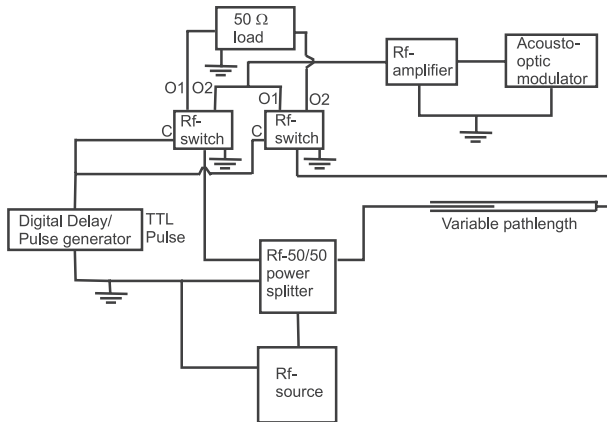 50 Ω
load
Rf-
amplifier
Acousto-
optic
modulator
O1 O2
O1 O2
C Rf-
switch
C Rf-
switch
Digital Delay/
Pulse generator
TTL
Pulse
Variable pathlength
Rf-50/50
power
splitter
Rf-
source